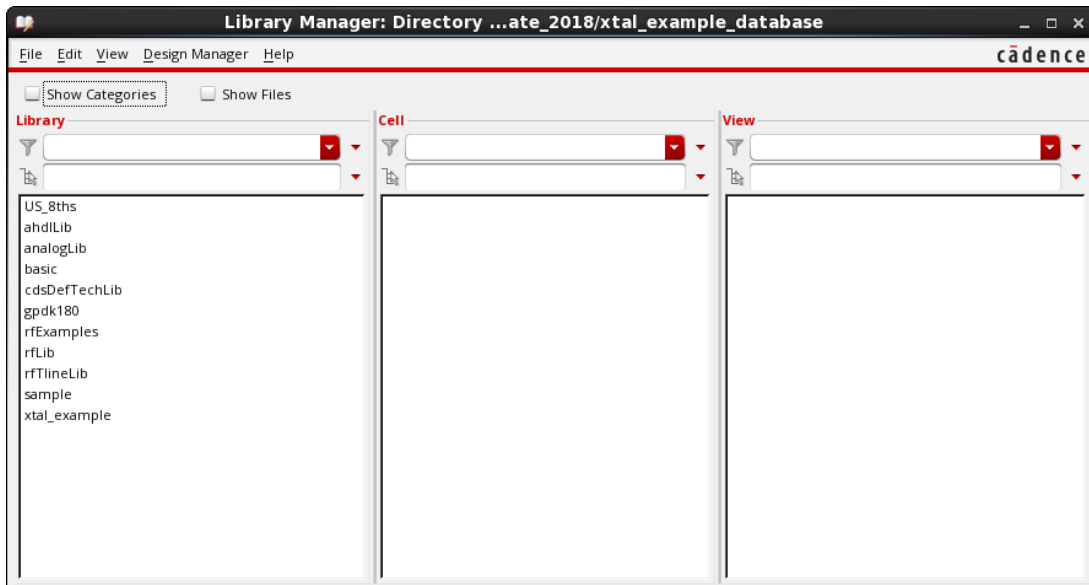 Library Manager: Directory ...ate_2018/xtal_example_database
File Edit View Design Manager Help
cādence
Show Categories Show Files
Library Cell View
US_8ths
ahdlLib
analogLib
basic
cdsDefTechLib
gpdk180
rfExamples
rfLib
rfTlineLib
sample
xtal_example